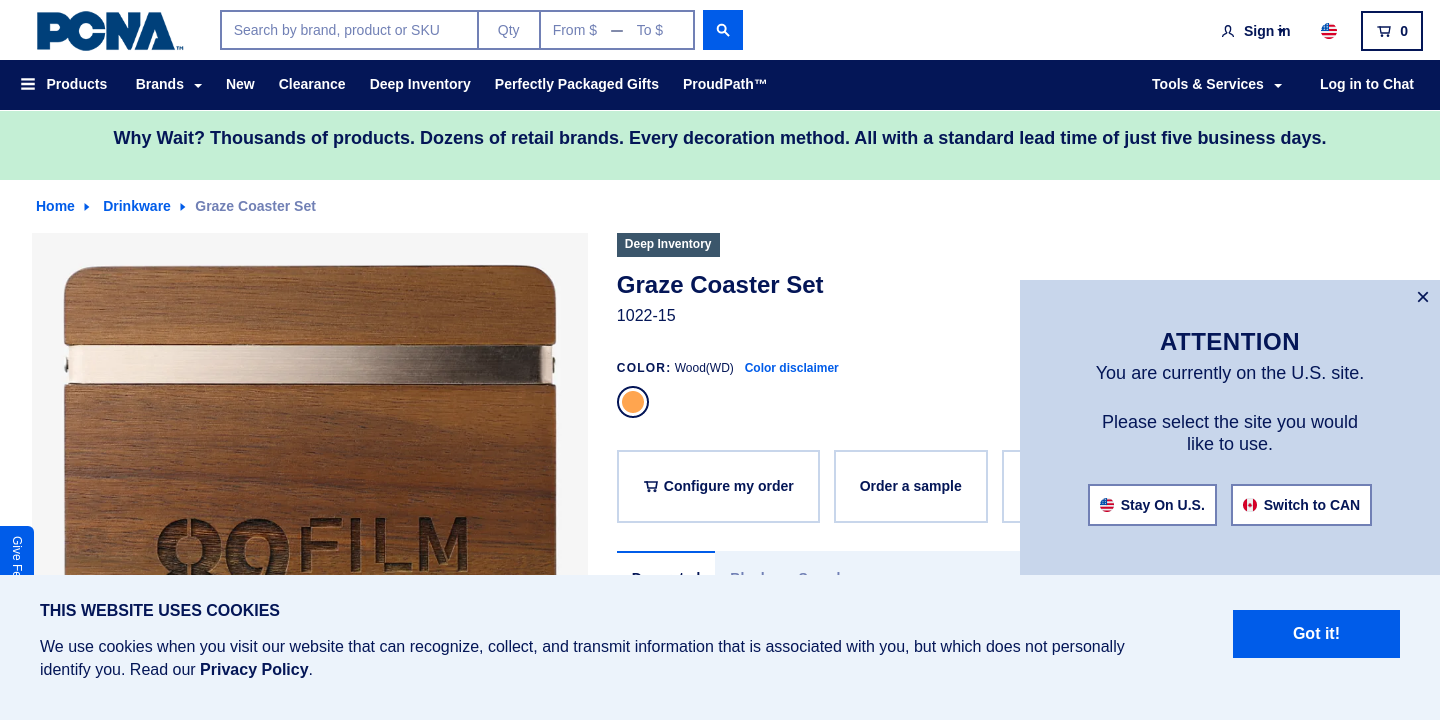 PCNA™
Search by brand, product or SKU
Qty
From $ — To $
Sign in
0
Products
Brands
New
Clearance
Deep Inventory
Perfectly Packaged Gifts
ProudPath™
Tools & Services
Log in to Chat
Why Wait? Thousands of products. Dozens of retail brands. Every decoration method. All with a standard lead time of just five business days.
Home
Drinkware
Graze Coaster Set
Deep Inventory
Graze Coaster Set
1022-15
COLOR: Wood(WD) Color disclaimer
Configure my order
Order a sample
89FILM
ATTENTION
You are currently on the U.S. site.
Please select the site you would
like to use.
Stay On U.S.
Switch to CAN
Give
THIS WEBSITE USES COOKIES
We use cookies when you visit our website that can recognize, collect, and transmit information that is associated with you, but which does not personally
identify you. Read our Privacy Policy.
Got it!